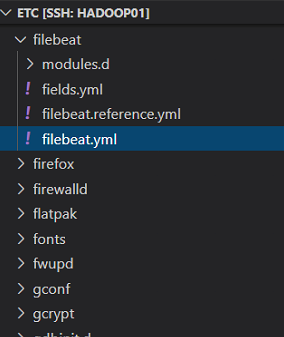 ETC [SSH: HADOOP01]
filebeat
modules.d
! fields.yml
! filebeat.reference.yml
! filebeat.yml
firefox
firewalld
flatpak
fonts
fwupd
gconf
gcrypt